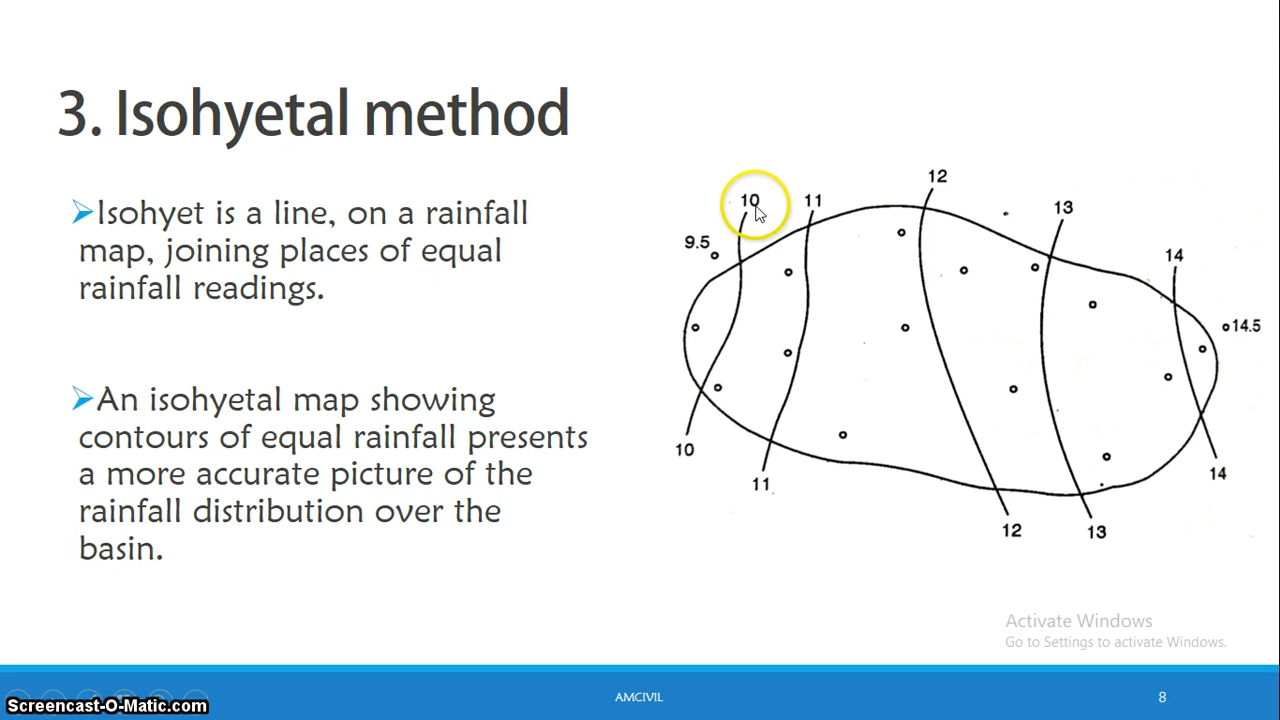 3. Isohyetal method
➢Isohyet is a line, on a rainfall
map, joining places of equal
rainfall readings.
➢An isohyetal map showing
contours of equal rainfall presents
a more accurate picture of the
rainfall distribution over the
basin.
12
10
11
13
9.5
14
14.5
10
11
14
12
13
Activate Windows
Go to Settings to activate Windows.
AMCIVIL
8
Screencast-O-Matic.com